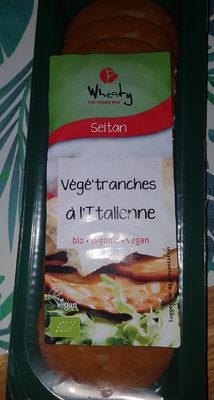 Wheaty
THE VEGAN WAY
Seitan
Végé'tranches
à l'Italienne
bio • organic • vegan
Vegan